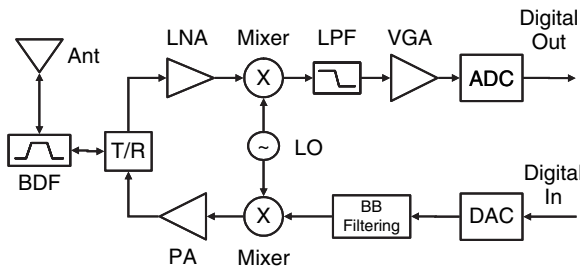 Digital
Out
LNA
Mixer
LPF
VGA
Ant
X
ADC
T/R
BDF
~
LO
Digital
In
X
BB
Filtering
DAC
PA
Mixer